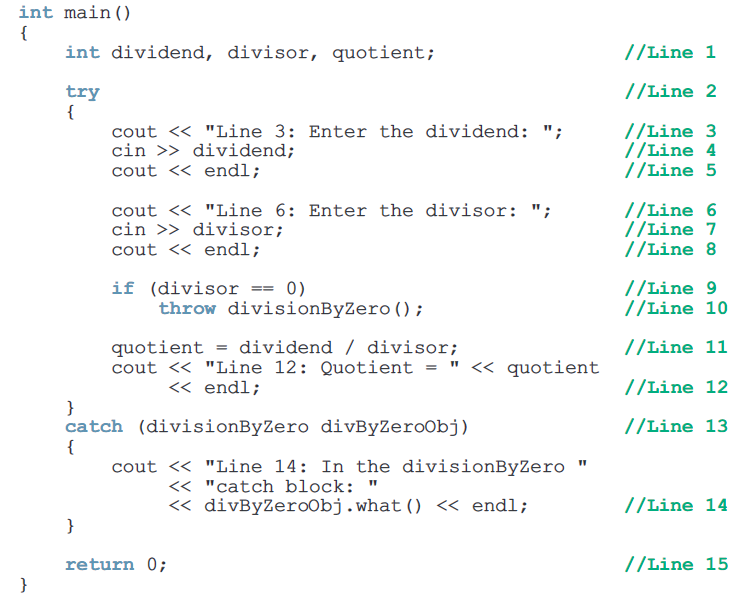 int main()
{
    int dividend, divisor, quotient;                //Line 1
    try                                             //Line 2
    {
        cout << "Line 3: Enter the dividend: ";     //Line 3
        cin >> dividend;                            //Line 4
        cout << endl;                               //Line 5
        cout << "Line 6: Enter the divisor: ";      //Line 6
        cin >> divisor;                             //Line 7
        cout << endl;                               //Line 8
        if (divisor == 0)                           //Line 9
            throw divisionByZero();                 //Line 10
        quotient = dividend / divisor;              //Line 11
        cout << "Line 12: Quotient = " << quotient
             << endl;                               //Line 12
    }
    catch (divisionByZero divByZeroObj)             //Line 13
    {
        cout << "Line 14: In the divisionByZero "
             << "catch block: "
             << divByZeroObj.what() << endl;        //Line 14
    }
    return 0;                                       //Line 15
}